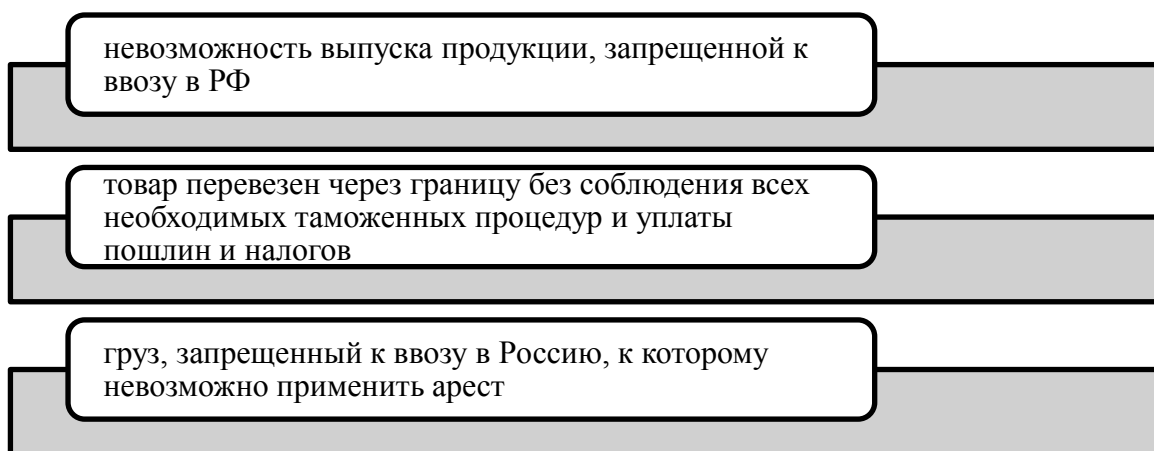 невозможность выпуска продукции, запрещенной к
ввозу в РФ
товар перевезен через границу без соблюдения всех
необходимых таможенных процедур и уплаты
пошлин и налогов
груз, запрещенный к ввозу в Россию, к которому
невозможно применить арест